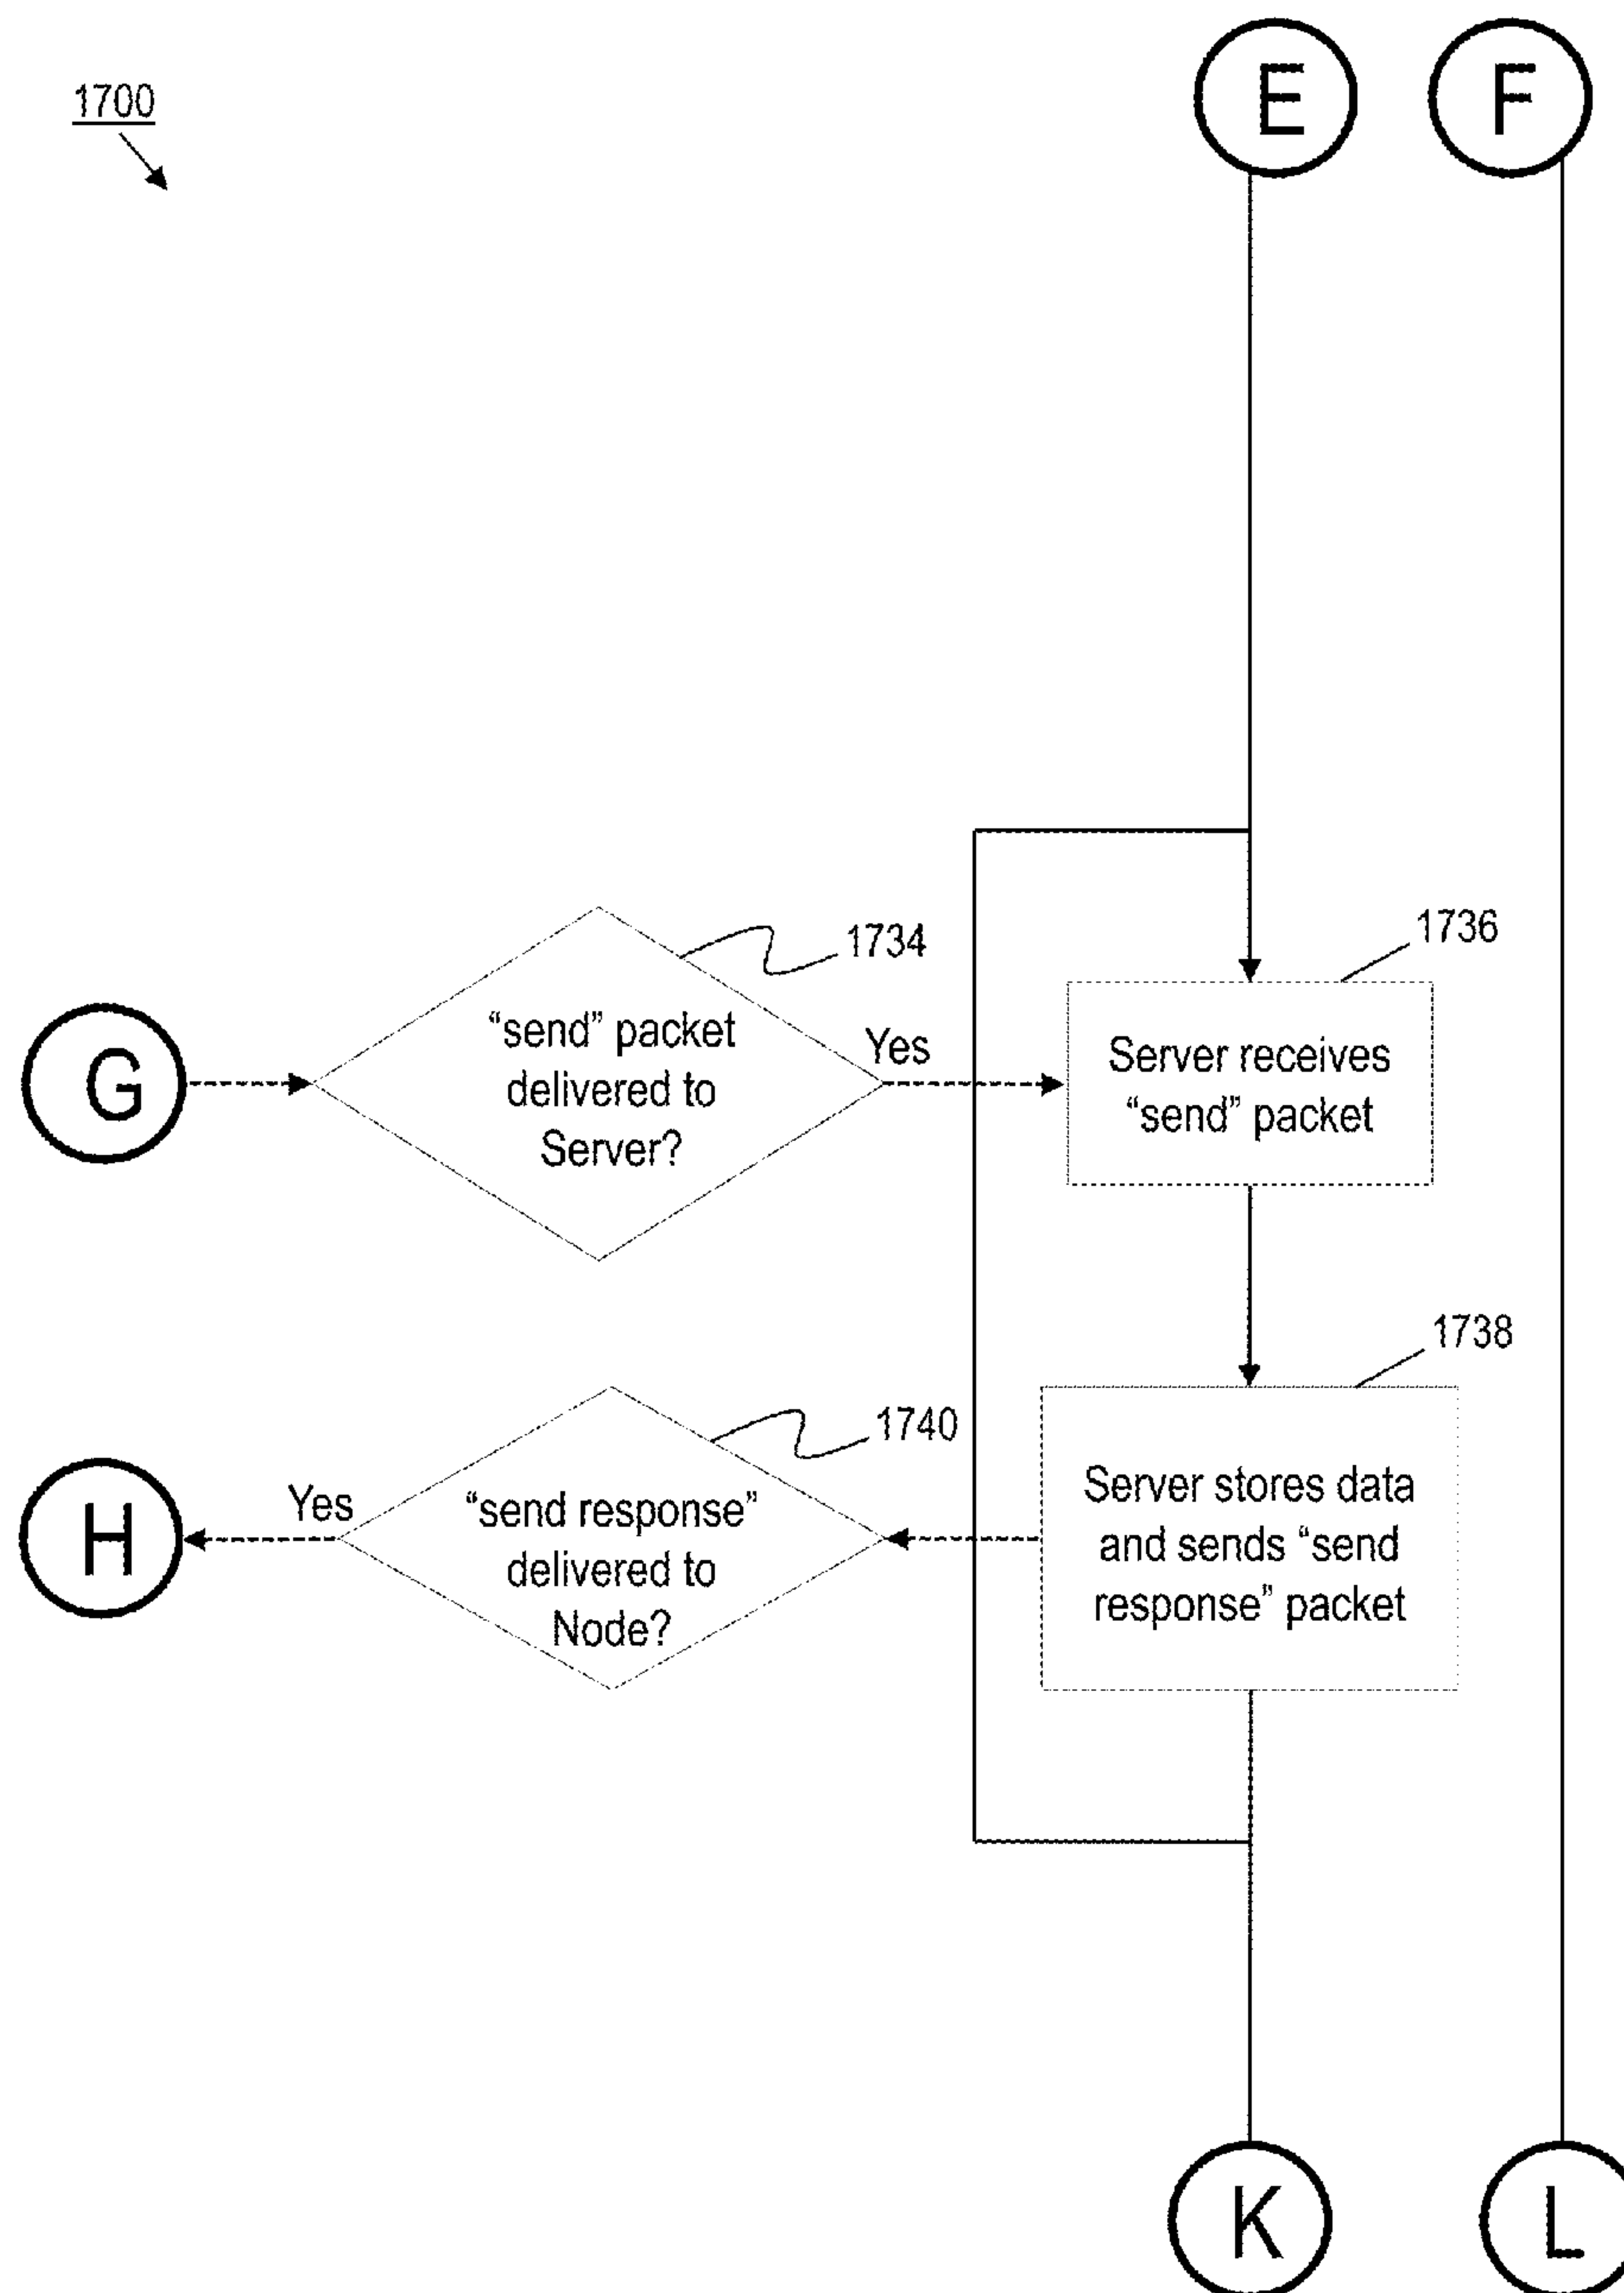 1700
E
F
1734
1736
G
“send” packet
delivered to
Server?
Yes
Server receives
“send” packet
1738
1740
H
Yes
“send response”
delivered to
Node?
Server stores data
and sends “send
response” packet
K
L